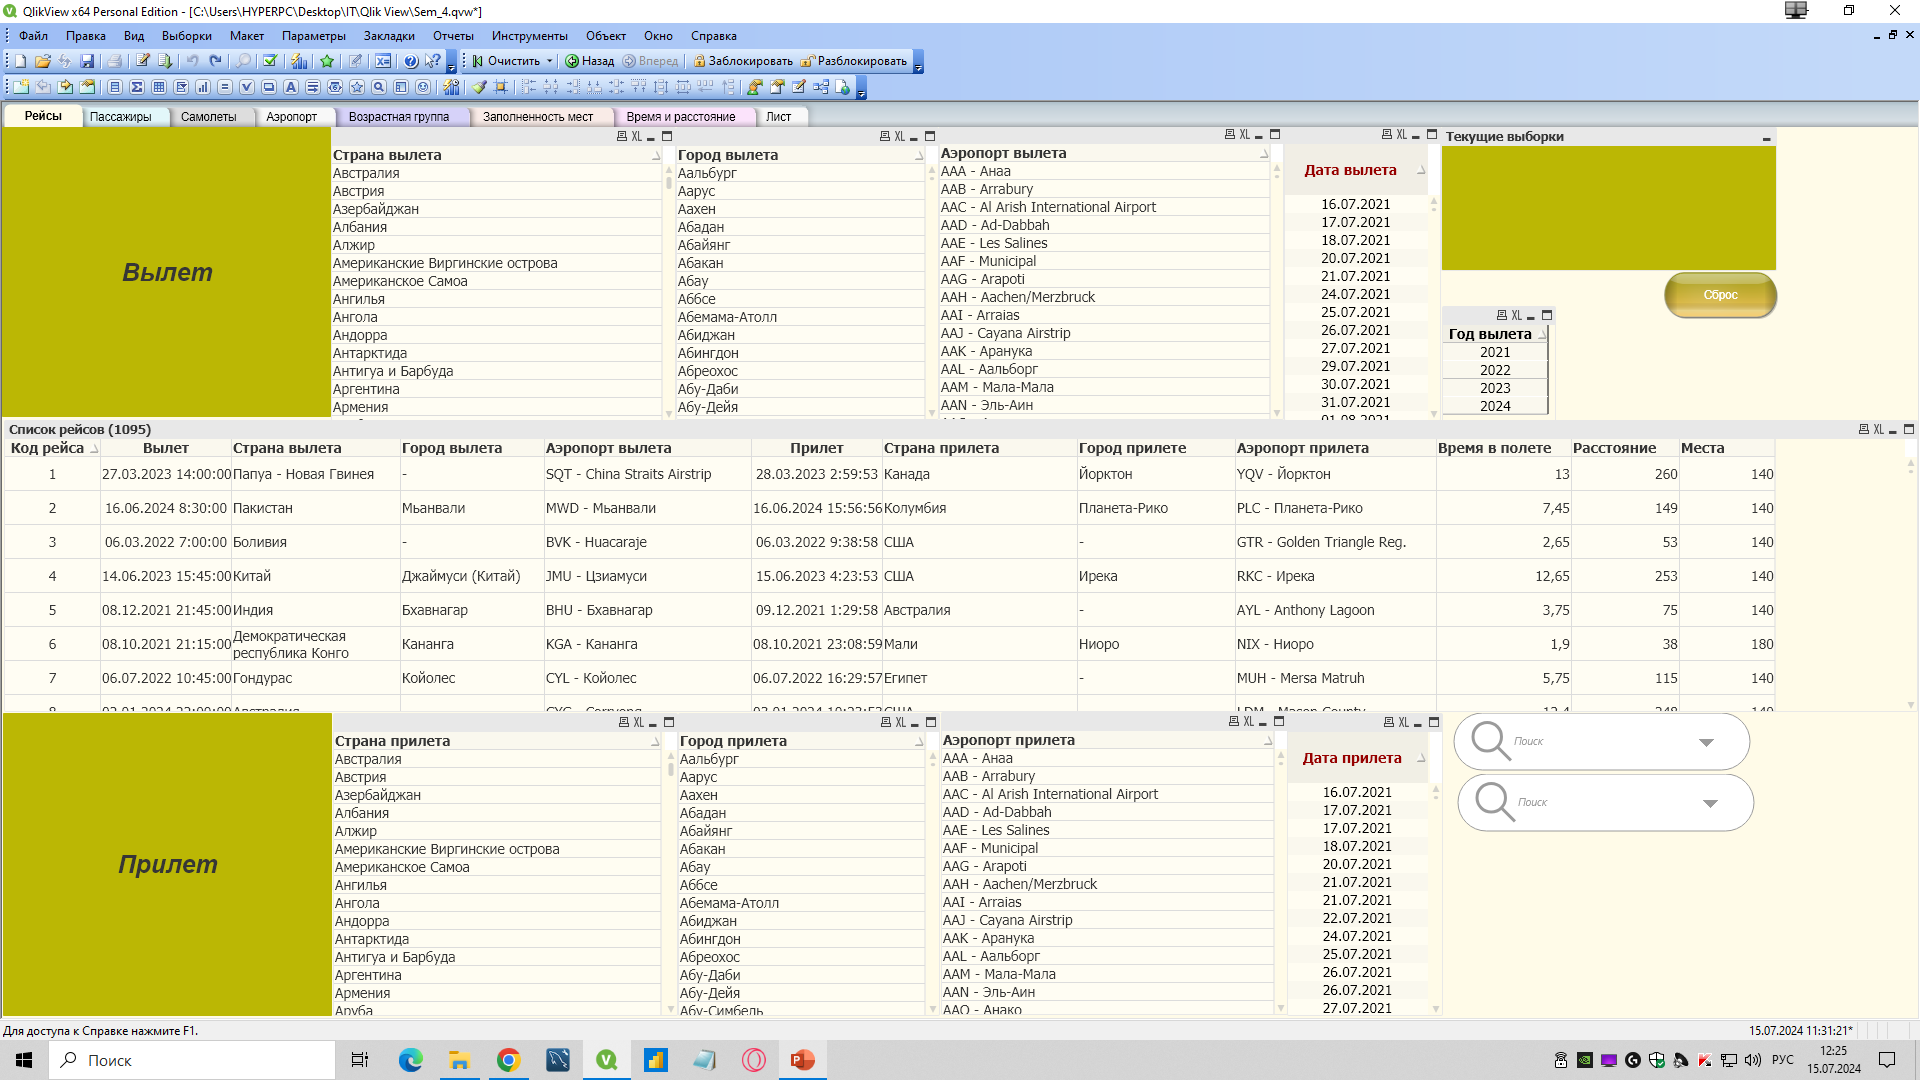 QlikView x64 Personal Edition - [C:\Users\HYPERPC\Desktop\IT\Qlik View\Sem_4.qvw*]
Файл Правка Вид Выборки Макет Параметры Закладки Отчеты Инструменты Объект Окно Справка
Очистить Назад Вперед Заблокировать Разблокировать
Рейсы Пассажиры Самолеты Аэропорт Возрастная группа Заполненность мест Время и расстояние Лист
Вылет
XL
Страна вылета
Австралия
Австрия
Азербайджан
Албания
Алжир
Американские Виргинские острова
Американское Самоа
Ангилья
Ангола
Андорра
Антарктида
Антигуа и Барбуда
Аргентина
Армения
XL
Город вылета
Аальбург
Аарус
Аахен
Абадан
Абайянг
Абакан
Абау
Аббсе
Абемама-Атолл
Абиджан
Абингдон
Абреохос
Абу-Даби
Абу-Дейя
XL
Аэропорт вылета
AAA - Анаа
AAB - Arrabury
AAC - Al Arish International Airport
AAD - Ad-Dabbah
AAE - Les Salines
AAF - Municipal
AAG - Arapoti
AAH - Aachen/Merzbruck
AAI - Arraias
AAJ - Cayana Airstrip
AAK - Аранука
AAL - Аальборг
AAM - Мала-Мала
AAN - Эль-Аин
XL
Дата вылета
16.07.2021
17.07.2021
18.07.2021
20.07.2021
21.07.2021
24.07.2021
25.07.2021
26.07.2021
27.07.2021
29.07.2021
30.07.2021
31.07.2021
01.08.2021
Текущие выборки
Сброс
XL
Год вылета
2021
2022
2023
2024
Список рейсов (1095) XL
Код рейса Вылет Страна вылета Город вылета Аэропорт вылета Прилет Страна прилета Город прилете Аэропорт прилета Время в полете Расстояние Места
1 27.03.2023 14:00:00 Папуа - Новая Гвинея - SQT - China Straits Airstrip 28.03.2023 2:59:53 Канада Йорктон YQV - Йорктон 13 260 140
2 16.06.2024 8:30:00 Пакистан Мьанвали MWD - Мьанвали 16.06.2024 15:56:56 Колумбия Планета-Рико PLC - Планета-Рико 7,45 149 140
3 06.03.2022 7:00:00 Боливия - BVK - Huacaraje 06.03.2022 9:38:58 США - GTR - Golden Triangle Reg. 2,65 53 140
4 14.06.2023 15:45:00 Китай Джаймуси (Китай) JMU - Цзиамуси 15.06.2023 4:23:53 США Ирека RKC - Ирека 12,65 253 140
5 08.12.2021 21:45:00 Индия Бхавнагар BHU - Бхавнагар 09.12.2021 1:29:58 Австралия - AYL - Anthony Lagoon 3,75 75 140
6 08.10.2021 21:15:00 Демократическая республика Конго Кананга KGA - Кананга 08.10.2021 23:08:59 Мали Ниоро NIX - Ниоро 1,9 38 180
7 06.07.2022 10:45:00 Гондурас Койолес CYL - Койолес 06.07.2022 16:29:57 Египет - MUH - Mersa Matruh 5,75 115 140
Прилет
XL
Страна прилета
Австралия
Австрия
Азербайджан
Албания
Алжир
Американские Виргинские острова
Американское Самоа
Ангилья
Ангола
Андорра
Антарктида
Антигуа и Барбуда
Аргентина
Армения
Аруба
XL
Город прилета
Аальбург
Аарус
Аахен
Абадан
Абайянг
Абакан
Абау
Аббсе
Абемама-Атолл
Абиджан
Абингдон
Абреохос
Абу-Даби
Абу-Дейя
Абу-Симбель
XL
Аэропорт прилета
AAA - Анаа
AAB - Arrabury
AAC - Al Arish International Airport
AAD - Ad-Dabbah
AAE - Les Salines
AAF - Municipal
AAG - Arapoti
AAH - Aachen/Merzbruck
AAI - Arraias
AAJ - Cayana Airstrip
AAK - Аранука
AAL - Аальборг
AAM - Мала-Мала
AAN - Эль-Аин
AAO - Анако
XL
Дата прилета
16.07.2021
17.07.2021
17.07.2021
18.07.2021
20.07.2021
21.07.2021
21.07.2021
22.07.2021
24.07.2021
25.07.2021
26.07.2021
26.07.2021
27.07.2021
Поиск
Поиск
Для доступа к Справке нажмите F1.
15.07.2024 11:31:21*
Поиск
РУС
12:25
15.07.2024